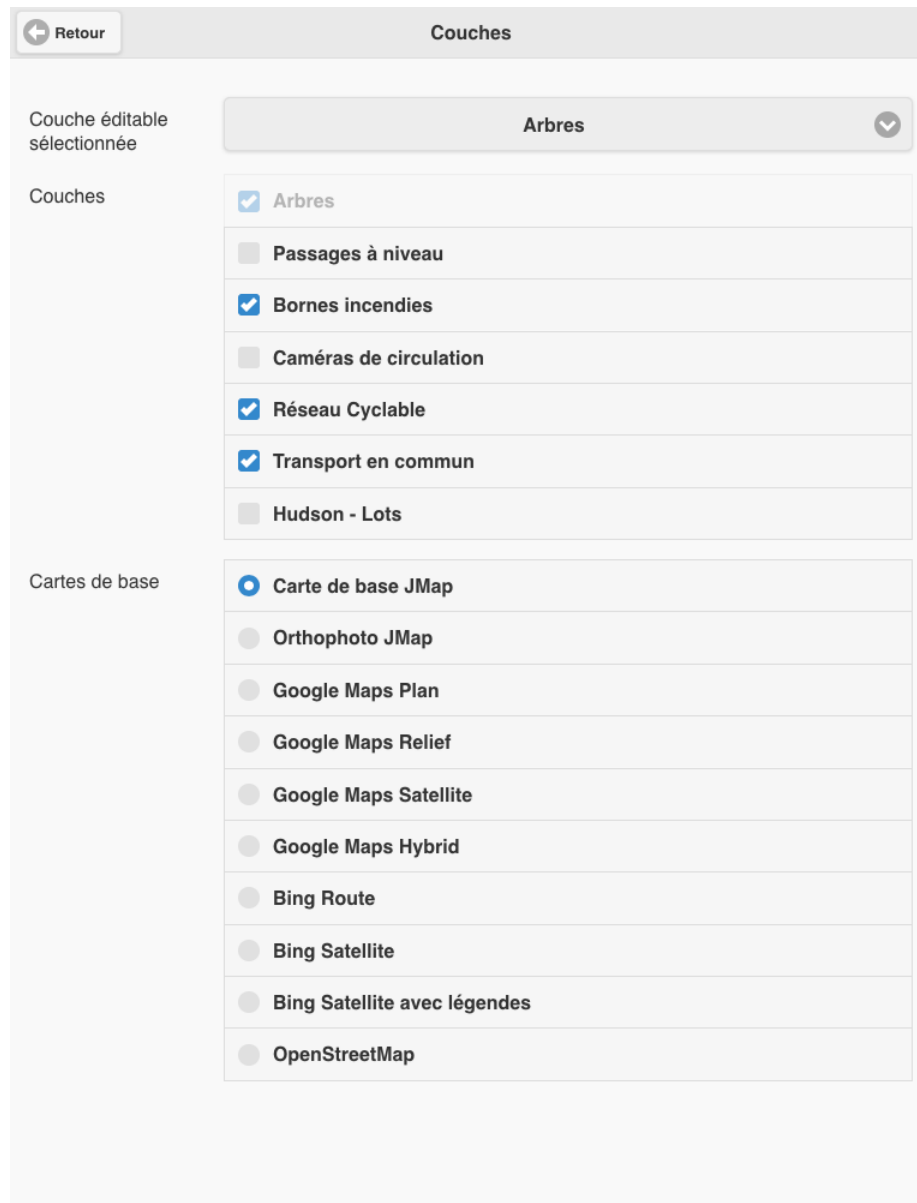 Retour
Couches
Couche éditable
sélectionnée
Arbres
Couches
Arbres
Passages à niveau
Bornes incendies
Caméras de circulation
Réseau Cyclable
Transport en commun
Hudson - Lots
Cartes de base
Carte de base JMap
Orthophoto JMap
Google Maps Plan
Google Maps Relief
Google Maps Satellite
Google Maps Hybrid
Bing Route
Bing Satellite
Bing Satellite avec légendes
OpenStreetMap